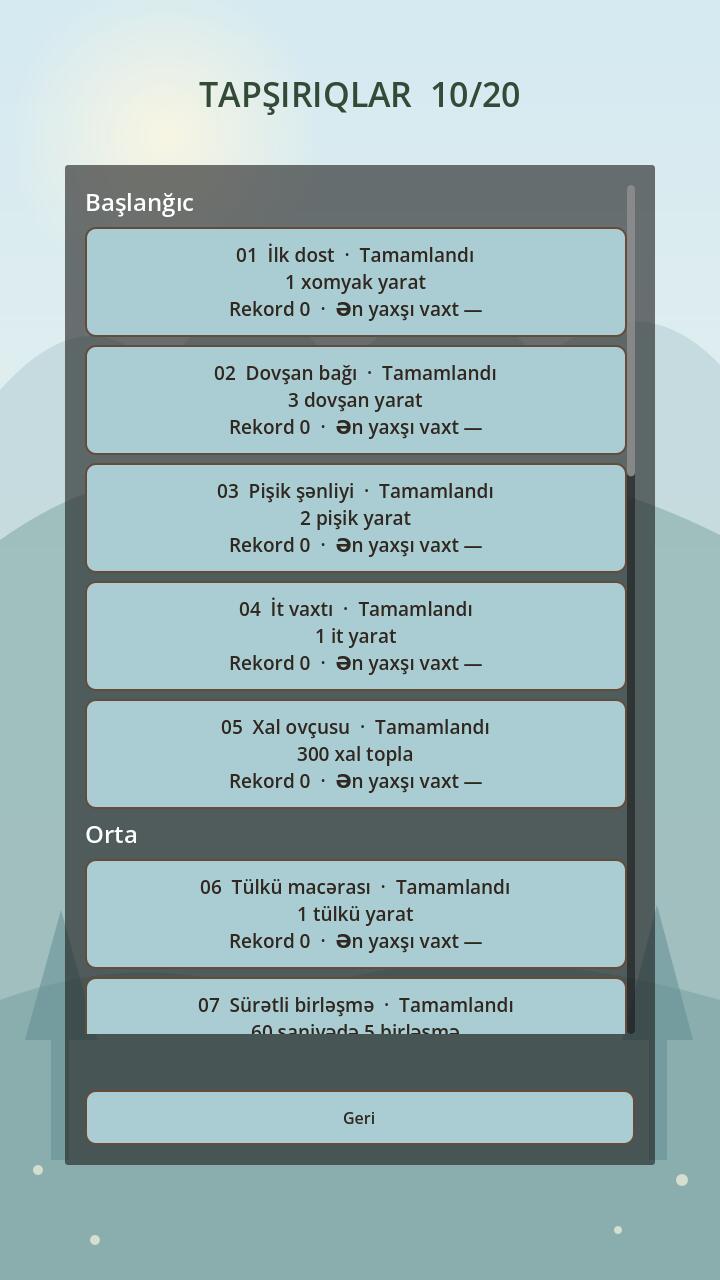 TAPŞIRIQLAR 10/20
Başlanğıc
01 İlk dost · Tamamlandı
1 xomyak yarat
Rekord 0 · Ən yaxşı vaxt —
02 Dovşan bağı · Tamamlandı
3 dovşan yarat
Rekord 0 · Ən yaxşı vaxt —
03 Pişik şənliyi · Tamamlandı
2 pişik yarat
Rekord 0 · Ən yaxşı vaxt —
04 İt vaxtı · Tamamlandı
1 it yarat
Rekord 0 · Ən yaxşı vaxt —
05 Xal ovçusu · Tamamlandı
300 xal topla
Rekord 0 · Ən yaxşı vaxt —
Orta
06 Tülkü macərası · Tamamlandı
1 tülkü yarat
Rekord 0 · Ən yaxşı vaxt —
07 Sürətli birləşmə · Tamamlandı
60 saniyədə 5 birləşmə
Geri